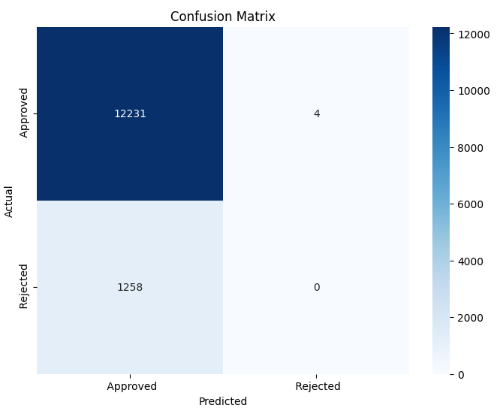 Confusion Matrix
12000
10000
8000
6000
4000
2000
0
Actual
Approved
12231
4
Rejected
1258
0
Approved
Rejected
Predicted